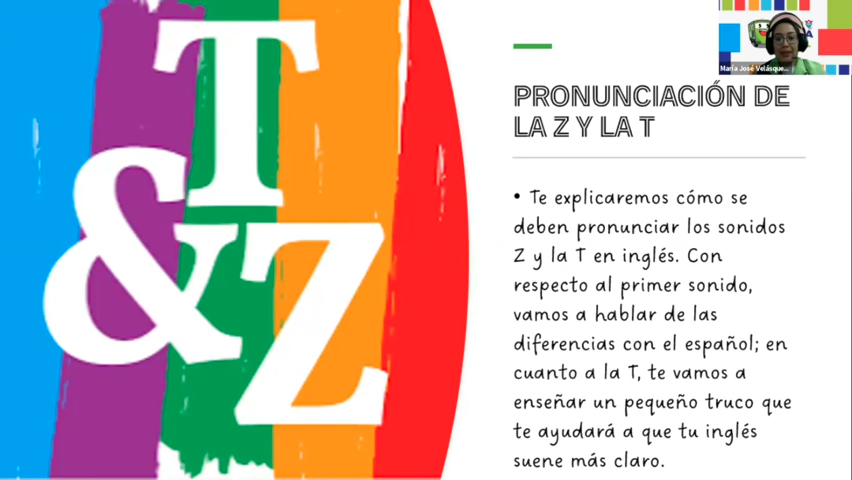 T
&
Z
María José Velásque...
PRONUNCIACIÓN DE
LA Z Y LA T
• Te explicaremos cómo se
deben pronunciar los sonidos
Z y la T en inglés. Con
respecto al primer sonido,
vamos a hablar de las
diferencias con el español; en
cuanto a la T, te vamos a
enseñar un pequeño truco que
te ayudará a que tu inglés
suene más claro.